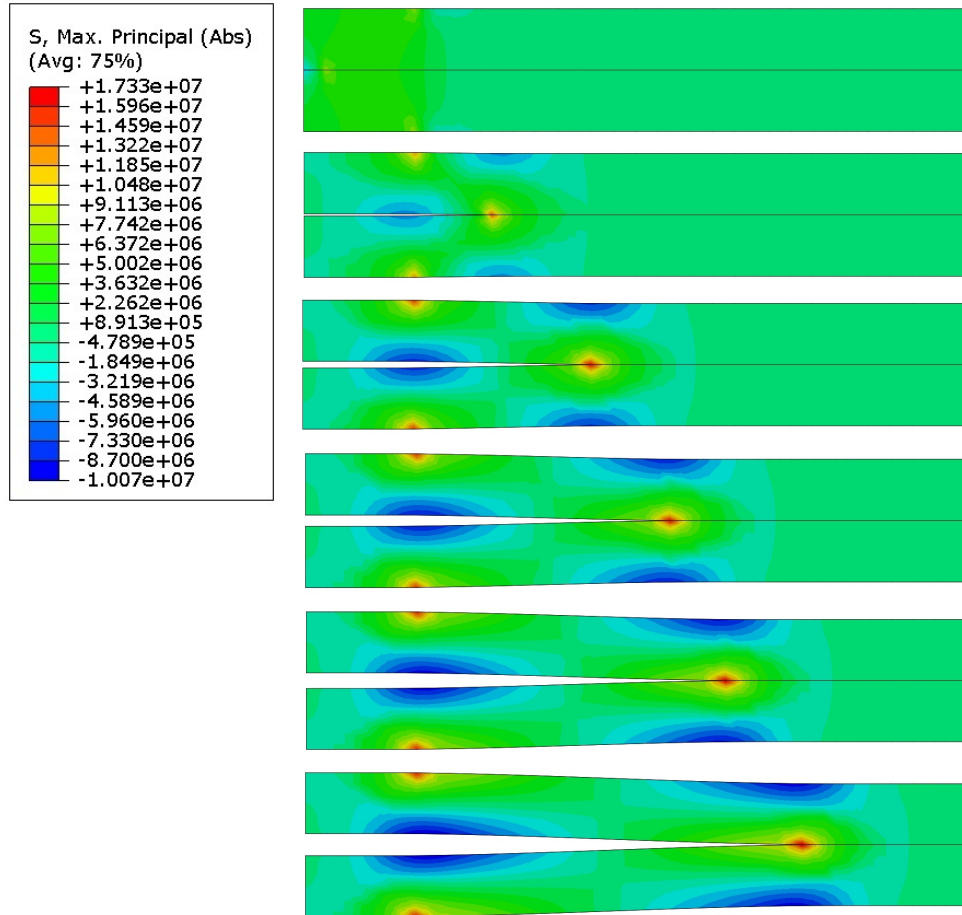 S, Max. Principal (Abs)
(Avg: 75%)
+1.733e+07
+1.596e+07
+1.459e+07
+1.322e+07
+1.185e+07
+1.048e+07
+9.113e+06
+7.742e+06
+6.372e+06
+5.002e+06
+3.632e+06
+2.262e+06
+8.913e+05
-4.789e+05
-1.849e+06
-3.219e+06
-4.589e+06
-5.960e+06
-7.330e+06
-8.700e+06
-1.007e+07